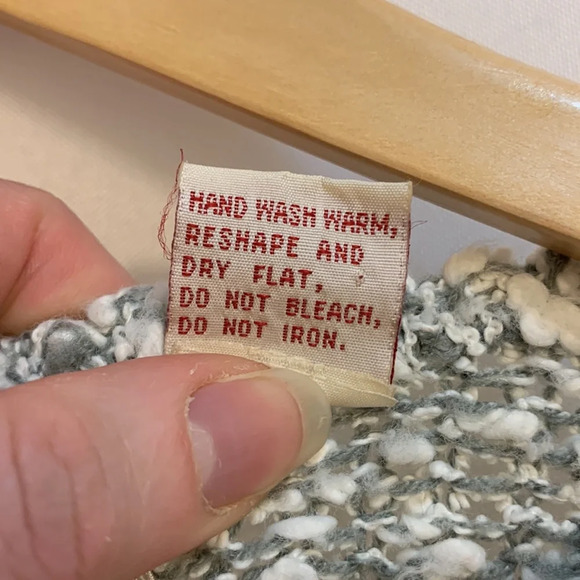 HAND WASH WARM,
RESHAPE AND
DRY FLAT,
DO NOT BLEACH,
DO NOT IRON.